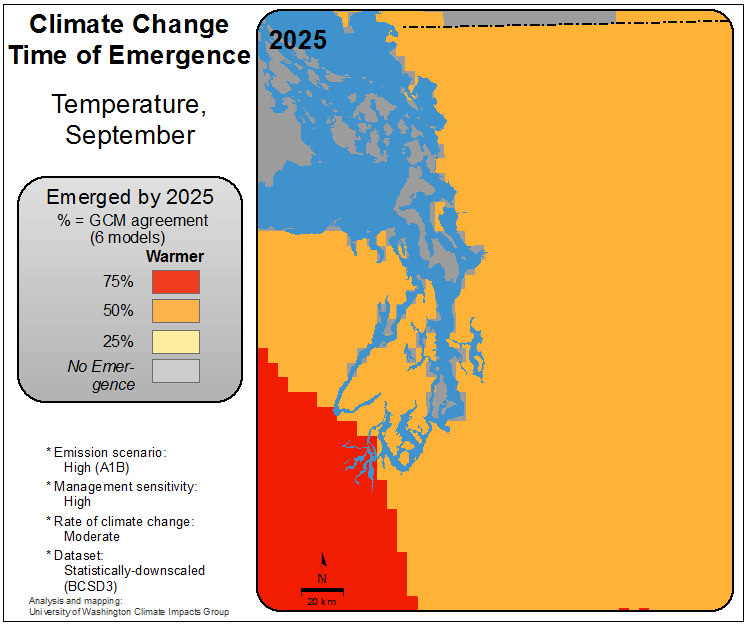 Climate Change
Time of Emergence
Temperature,
September
Emerged by 2025
% = GCM agreement
(6 models)
Warmer
75%
50%
25%
No Emer-
gence
* Emission scenario:
High (A1B)
* Management sensitivity:
High
* Rate of climate change:
Moderate
* Dataset:
Statistically-downscaled
(BCSD3)
Analysis and mapping:
University of Washington Climate Impacts Group
2025
N
20 km